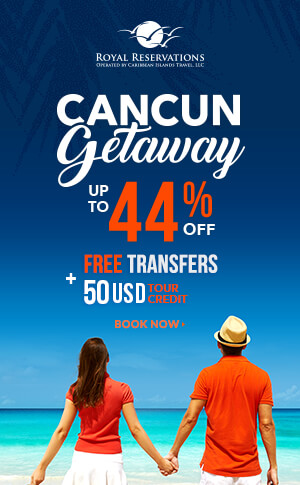 ROYAL RESERVATIONS
OPERATED BY CARIBBEAN ISLANDS TRAVEL, LLC
CANCUN
Getaway
UP TO 44% OFF
+ FREE TRANSFERS
50 USD TOUR CREDIT
BOOK NOW ›